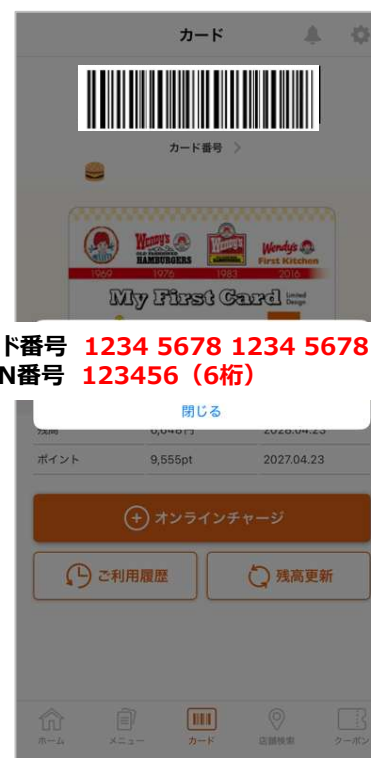 カード
カード番号 >
Wendy's
OLD FASHIONED
HAMBURGERS
Wendy's
First Kitchen
1969 1976 1983 2016
My First Card Limited Design
ド番号 1234 5678 1234 5678
N番号 123456（6桁）
閉じる
ポイント 9,555pt 2027.04.23
オンラインチャージ
ご利用履歴 残高更新
ホーム メニュー カード 店舗検索 クーポン